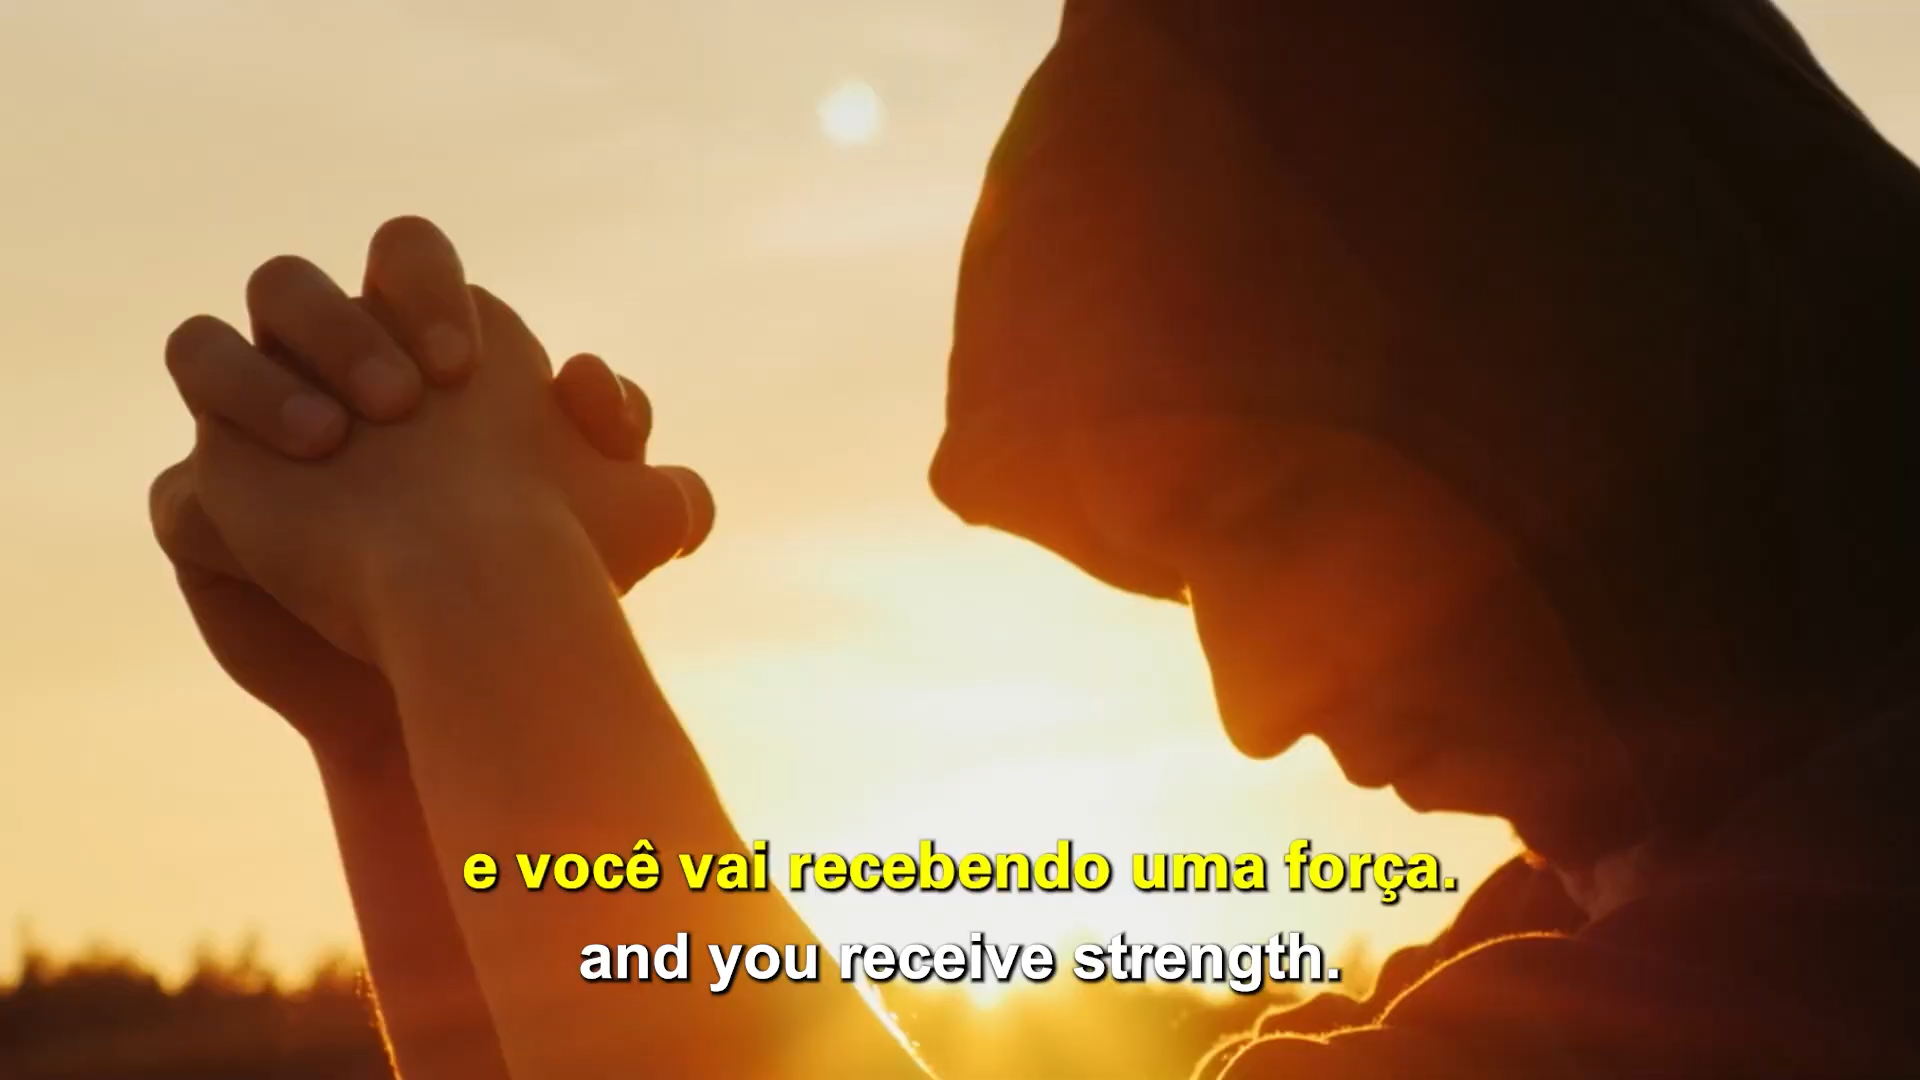 e você vai recebendo uma força.
and you receive strength.